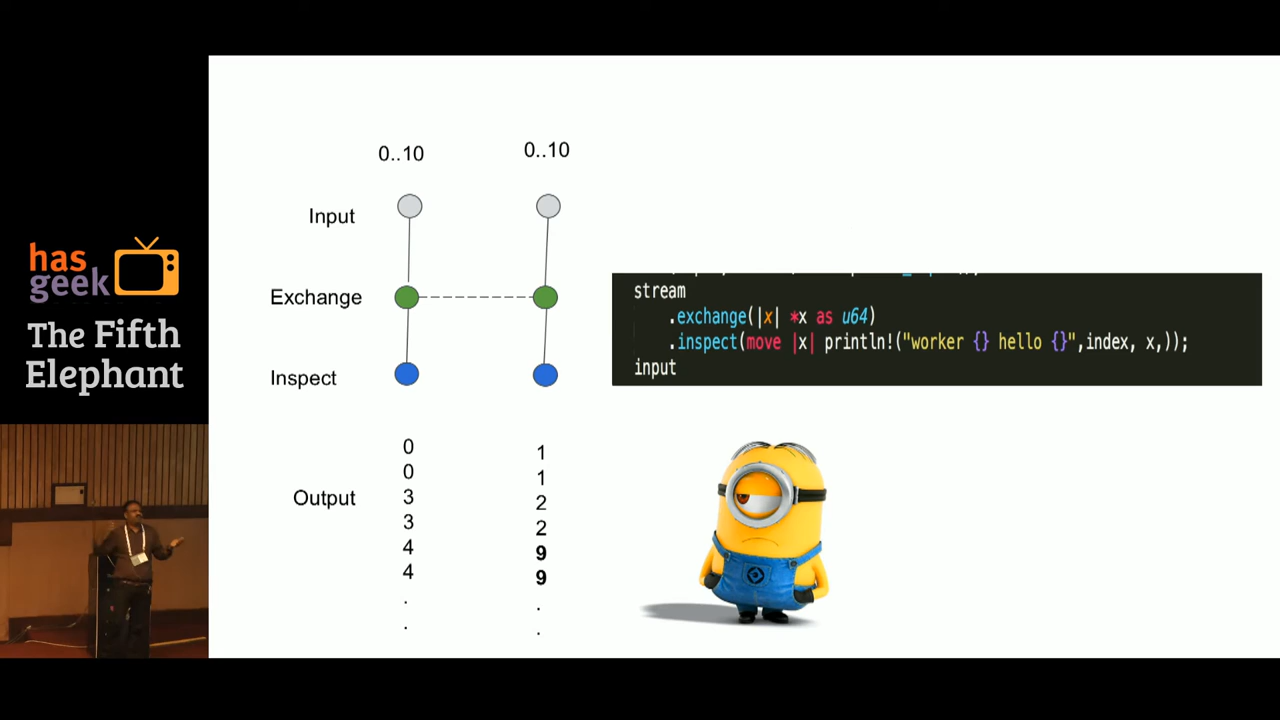 has
geek
The Fifth
Elephant
0..10
0..10
Input
Exchange
Inspect
Output
0
0
3
3
4
4
.
.
1
1
2
2
9
9
.
.
stream
.exchange(|x| *x as u64)
.inspect(move |x| println!("worker {} hello {}",index, x,));
input